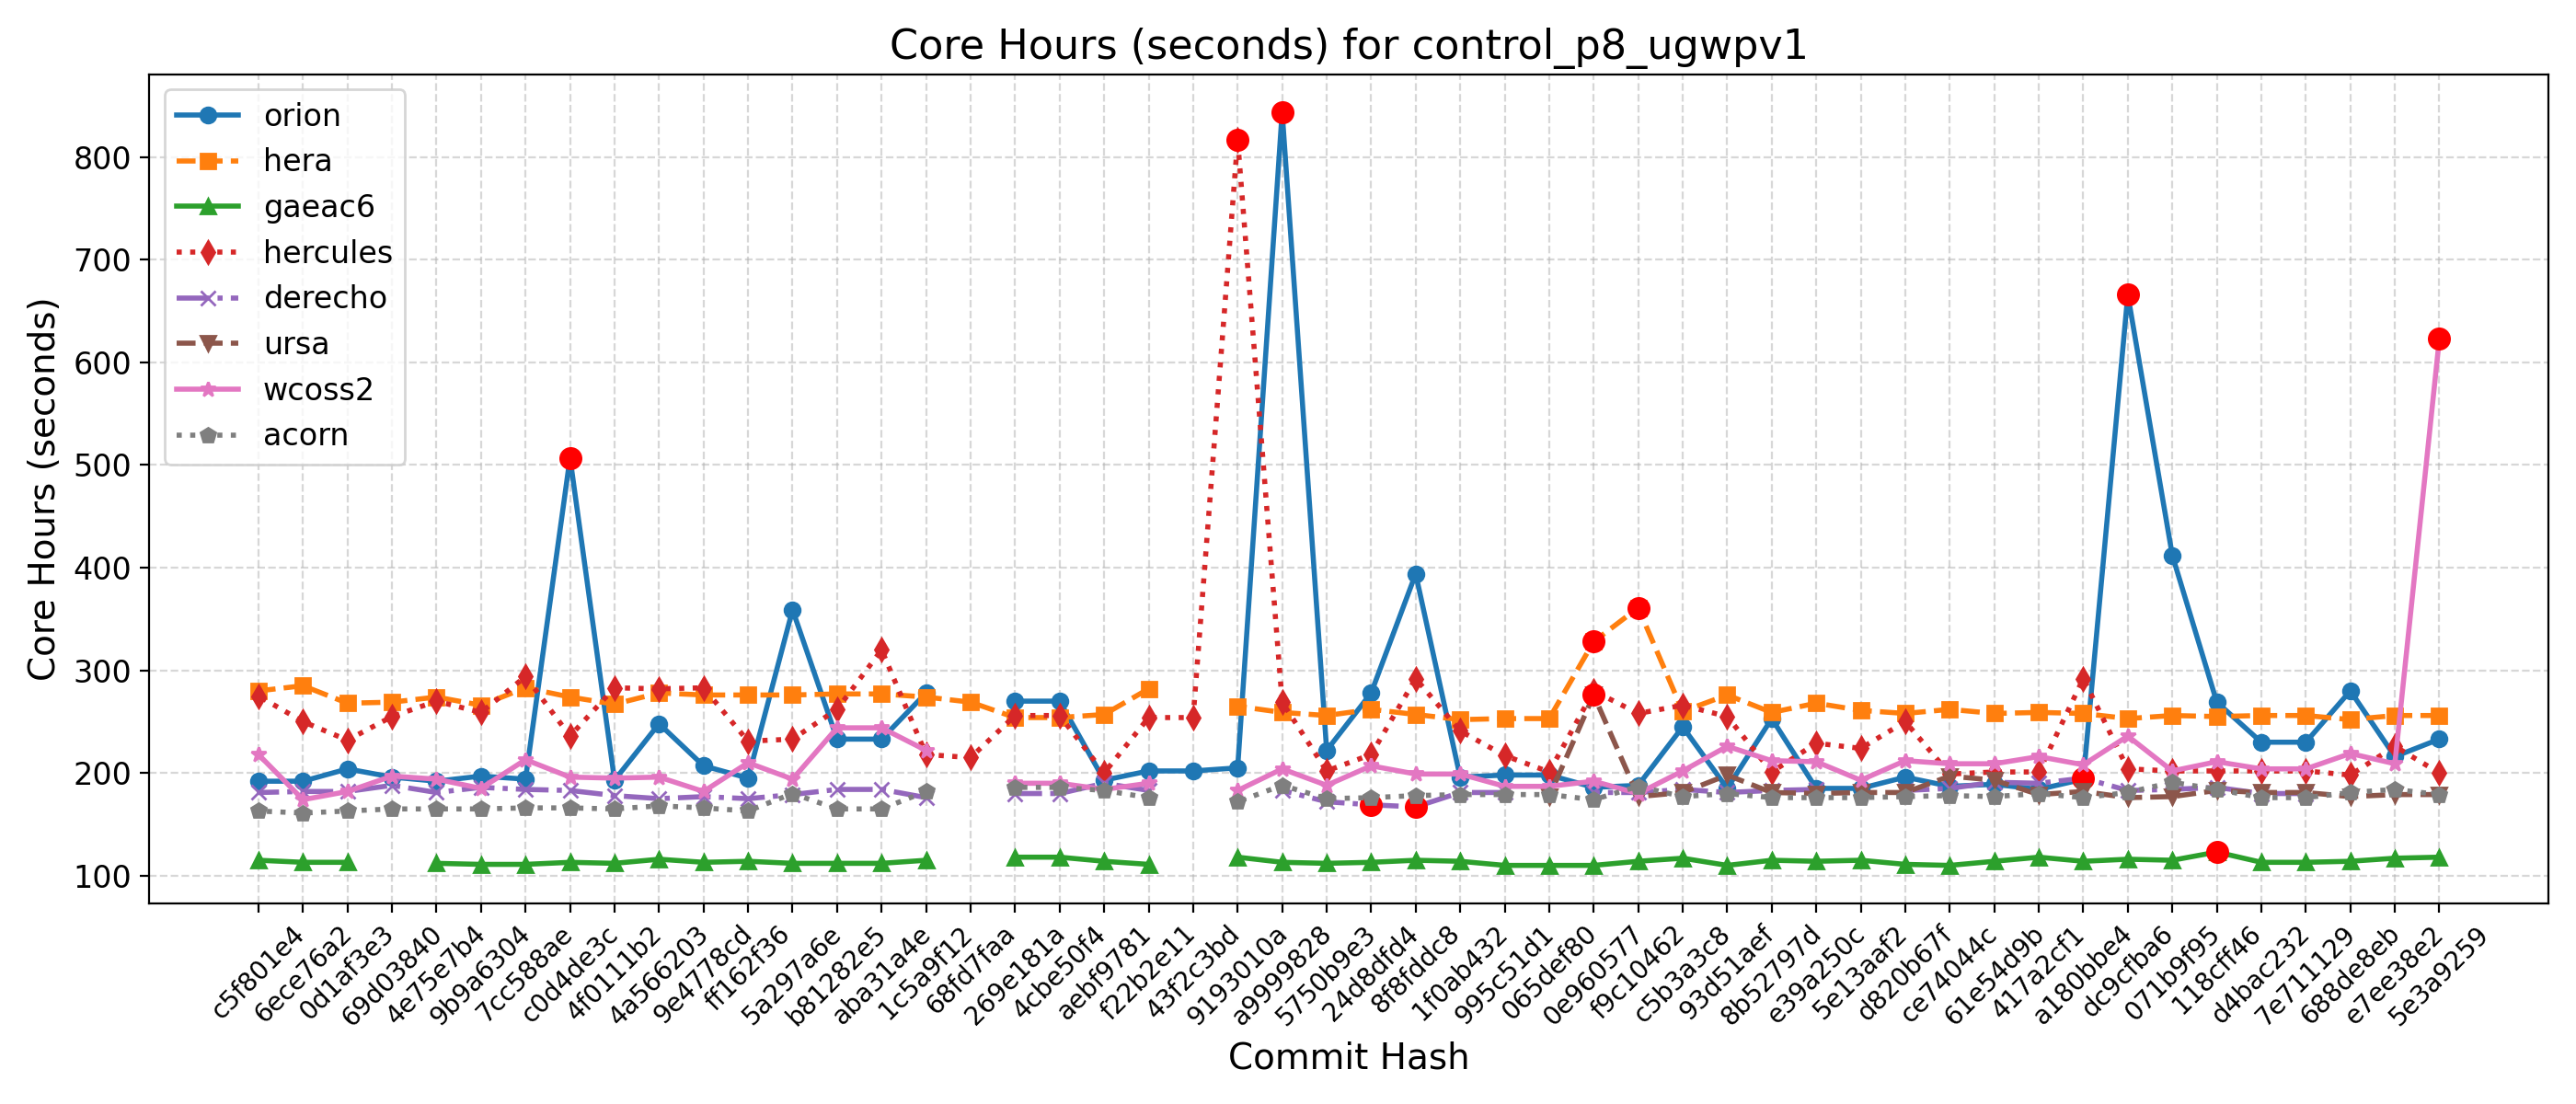 Core Hours (seconds) for control_p8_ugwpv1
orion
hera
gaeac6
hercules
derecho
ursa
wcoss2
acorn
Core Hours (seconds)
800
700
600
500
400
300
200
100
c5f801e4
6ece76a2
0d1af3e3
69d03840
4e75e7b4
9b9a6304
7cc588ae
c0d4de3c
4f0111b2
4a566203
9e4778cd
ff162f36
5a297a6e
b81282e5
aba31a4e
1c5a9f12
68fd7faa
269e181a
4cbe50f4
aebf9781
f22b2e11
43f2c3bd
9193010a
a9999828
5750b9e3
24d8dfd4
8f8fddc8
1f0ab432
995c51d1
065def80
0e960577
f9c10462
c5b3a3c8
93d51aef
8b52797d
e39a250c
5e13aaf2
d820b67f
ce74044c
61e54d9b
417a2cf1
a180bbe4
dc9cfba6
071b9f95
118cff46
d4bac232
7e711129
688de8eb
e7ee38e2
5e3a9259
Commit Hash